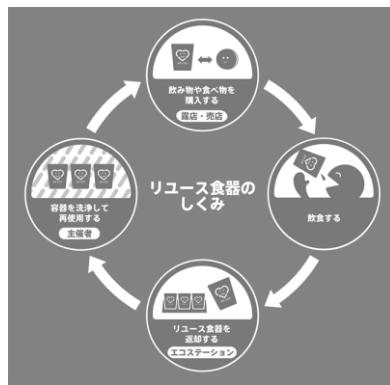 飲み物や食べ物を
購入する
露店・売店
リユース食器の
しくみ
飲食する
容器を洗浄して
再使用する
主催者
リユース食器を
返却する
エコステーション